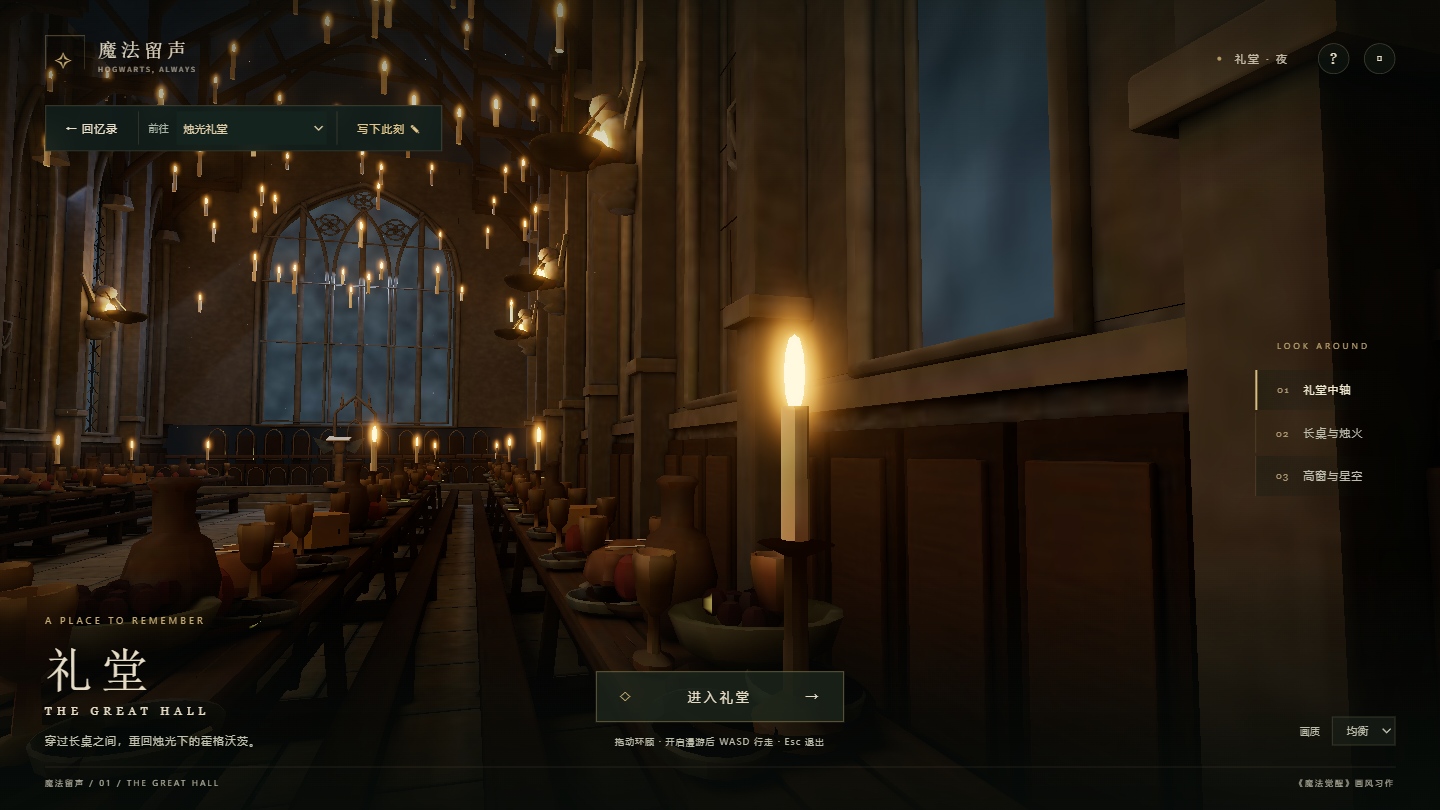 魔法留声
HOGWARTS, ALWAYS
礼堂 · 夜
?
← 回忆录
前往 烛光礼堂
写下此刻
LOOK AROUND
01 礼堂中轴
02 长桌与烛火
03 高窗与星空
A PLACE TO REMEMBER
礼堂
THE GREAT HALL
穿过长桌之间，重回烛光下的霍格沃茨。
进入礼堂 →
拖动环顾 · 开启漫游后 WASD 行走 · Esc 退出
画质 均衡
魔法留声 / 01 / THE GREAT HALL
《魔法觉醒》画风习作